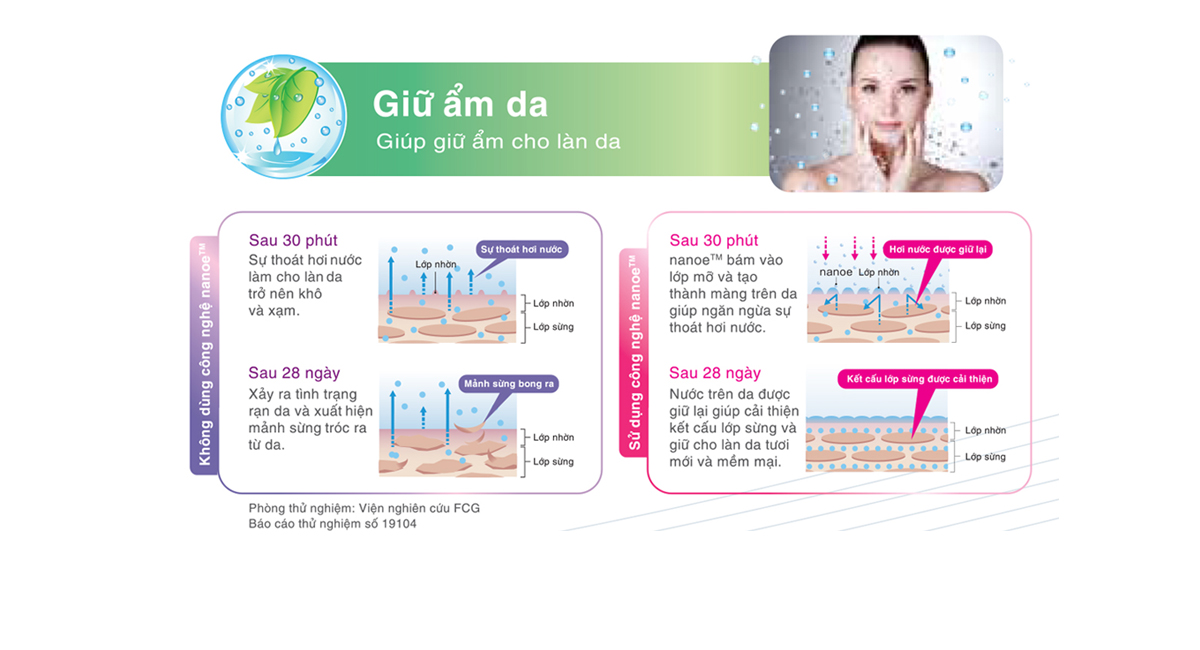 Giữ ẩm da
Giúp giữ ẩm cho làn da
Không dùng công nghệ nanoe™
Sau 30 phút
Sự thoát hơi nước
làm cho làn da
trở nên khô
và xạm.
Sự thoát hơi nước
Lớp nhờn
Lớp nhờn
Lớp sừng
Sau 28 ngày
Xảy ra tình trạng
rạn da và xuất hiện
mảnh sừng tróc ra
từ da.
Mảnh sừng bong ra
Lớp nhờn
Lớp sừng
Sử dụng công nghệ nanoe™
Sau 30 phút
nanoe™ bám vào
lớp mỡ và tạo
thành màng trên da
giúp ngăn ngừa sự
thoát hơi nước.
Hơi nước được giữ lại
nanoe Lớp nhờn
Lớp nhờn
Lớp sừng
Sau 28 ngày
Nước trên da được
giữ lại giúp cải thiện
kết cấu lớp sừng và
giữ cho làn da tươi
mới và mềm mại.
Kết cấu lớp sừng được cải thiện
Lớp nhờn
Lớp sừng
Phòng thử nghiệm: Viện nghiên cứu FCG
Báo cáo thử nghiệm số 19104